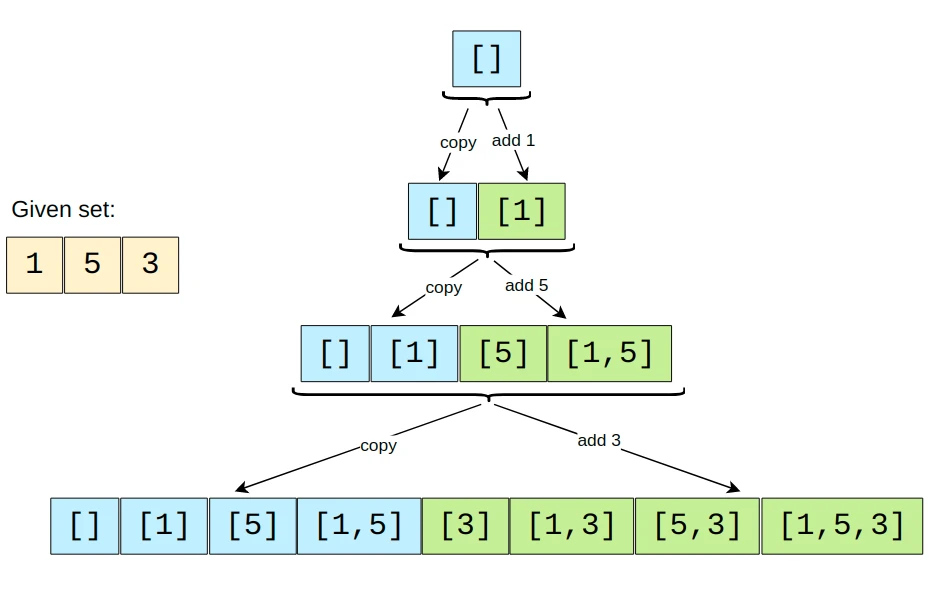 []
copy add 1
[] [1]
Given set:
1 5 3
copy add 5
[] [1] [5] [1,5]
copy add 3
[] [1] [5] [1,5] [3] [1,3] [5,3] [1,5,3]